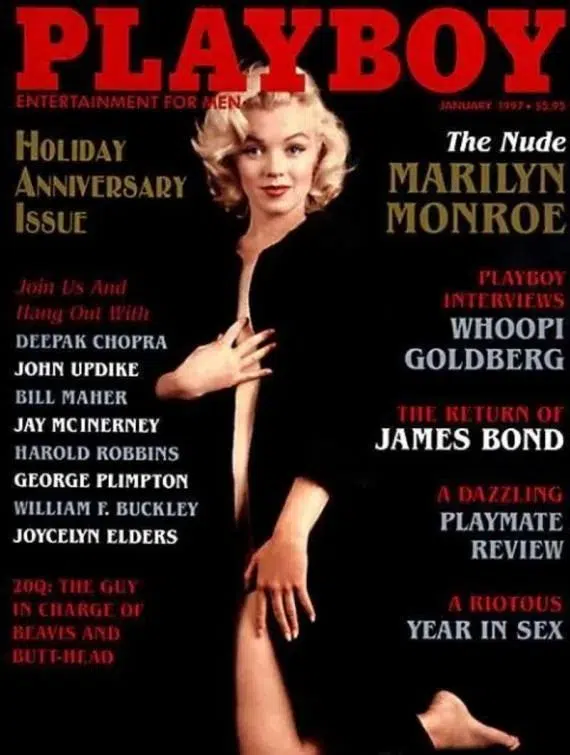 PLAYBOY
ENTERTAINMENT FOR MEN
JANUARY 1997 • $5.95
HOLIDAY
ANNIVERSARY
ISSUE
The Nude
MARILYN
MONROE
Join Us And
Hang Out With
DEEPAK CHOPRA
JOHN UPDIKE
BILL MAHER
JAY MCINERNEY
HAROLD ROBBINS
GEORGE PLIMPTON
WILLIAM F. BUCKLEY
JOYCELYN ELDERS
20Q: THE GUY
IN CHARGE OF
BEAVIS AND
BUTT-HEAD
PLAYBOY
INTERVIEWS
WHOOPI
GOLDBERG
THE RETURN OF
JAMES BOND
A DAZZLING
PLAYMATE
REVIEW
A RIOTOUS
YEAR IN SEX